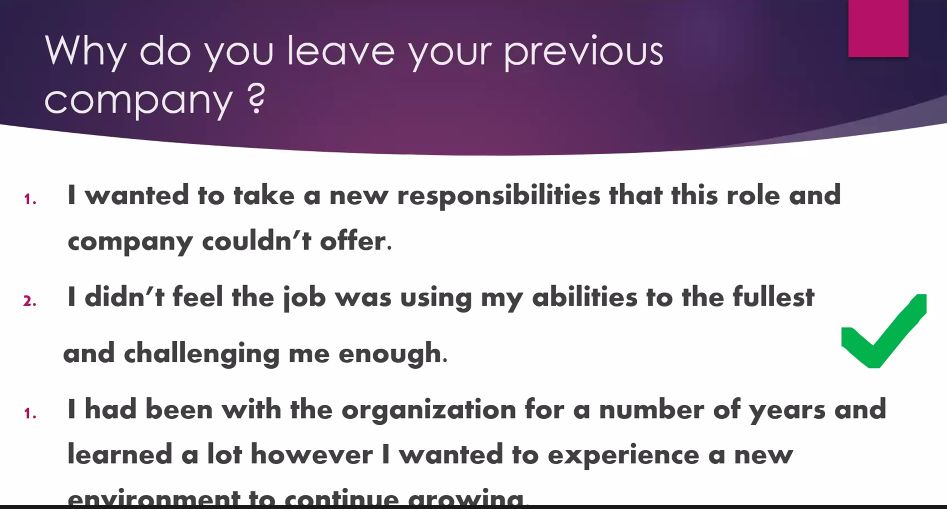 Why do you leave your previous
company ?
1. I wanted to take a new responsibilities that this role and
company couldn't offer.
2. I didn't feel the job was using my abilities to the fullest
and challenging me enough.
1. I had been with the organization for a number of years and
learned a lot however I wanted to experience a new
environment to continue growing.